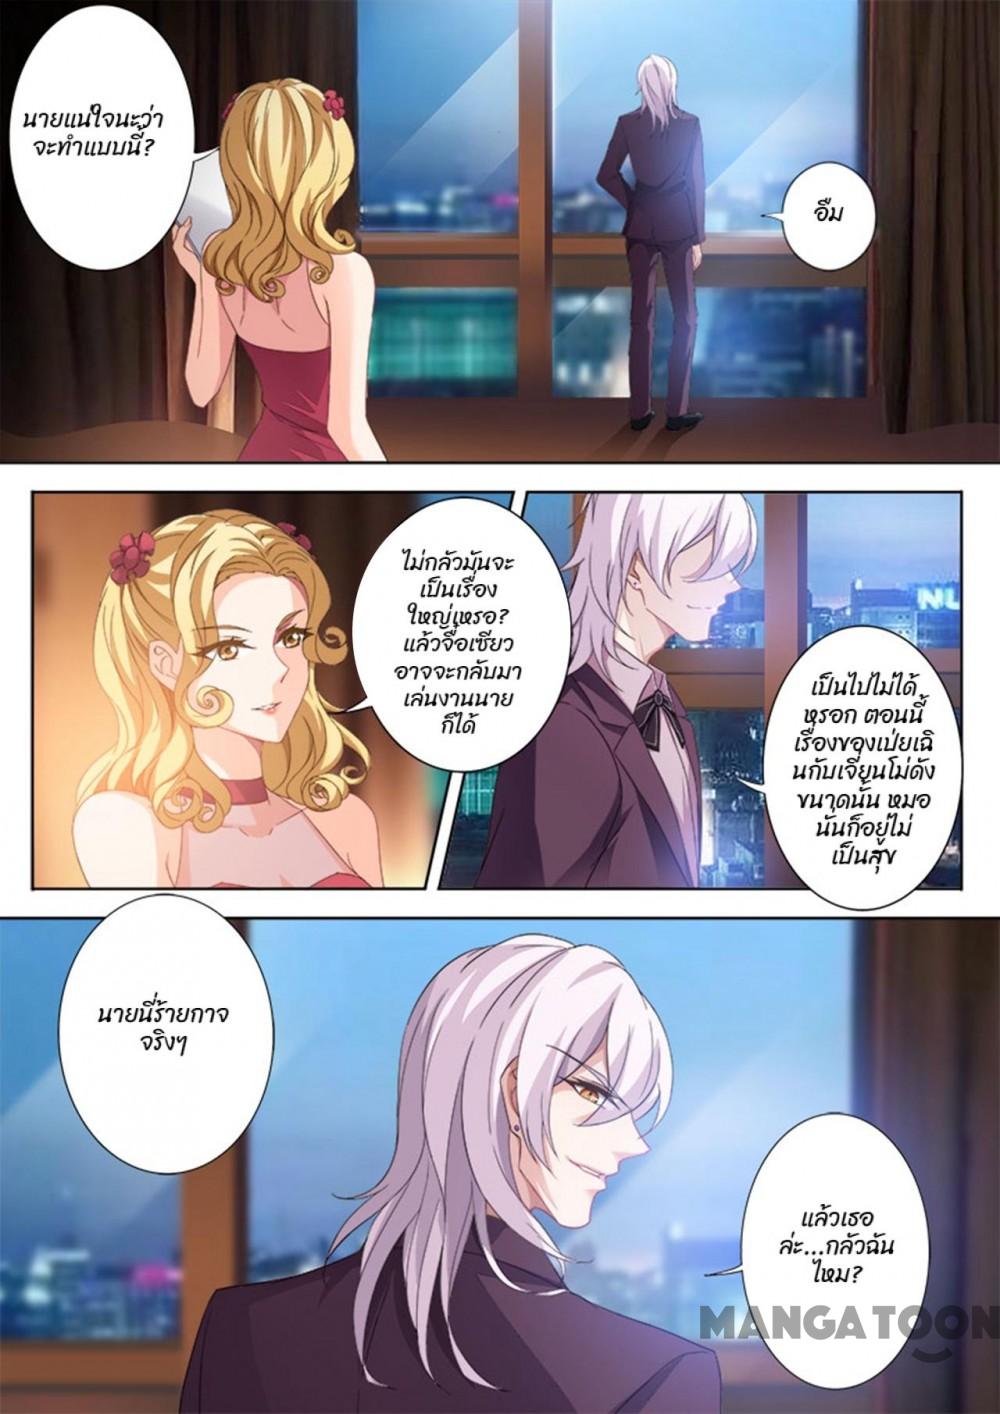 นายแน่ใจนะว่า
จะทำแบบนี้?
อืม
ไม่กลัวมันจะ
เป็นเรื่อง
ใหญ่เหรอ?
แล้วจื่อเซียว
อาจจะกลับมา
เล่นงานนาย
ก็ได้
NL
เป็นไปไม่ได้
หรอก ตอนนี้
เรื่องของเป่ยเฉิ
นกับเจี่ยนโม่ดัง
ขนาดนั้น หมอ
นั่นก็อยู่ไม่
เป็นสุข
นายนี่ร้ายกาจ
จริงๆ
แล้วเธอ
ล่ะ...กลัวฉัน
ไหม?
MANGATOON